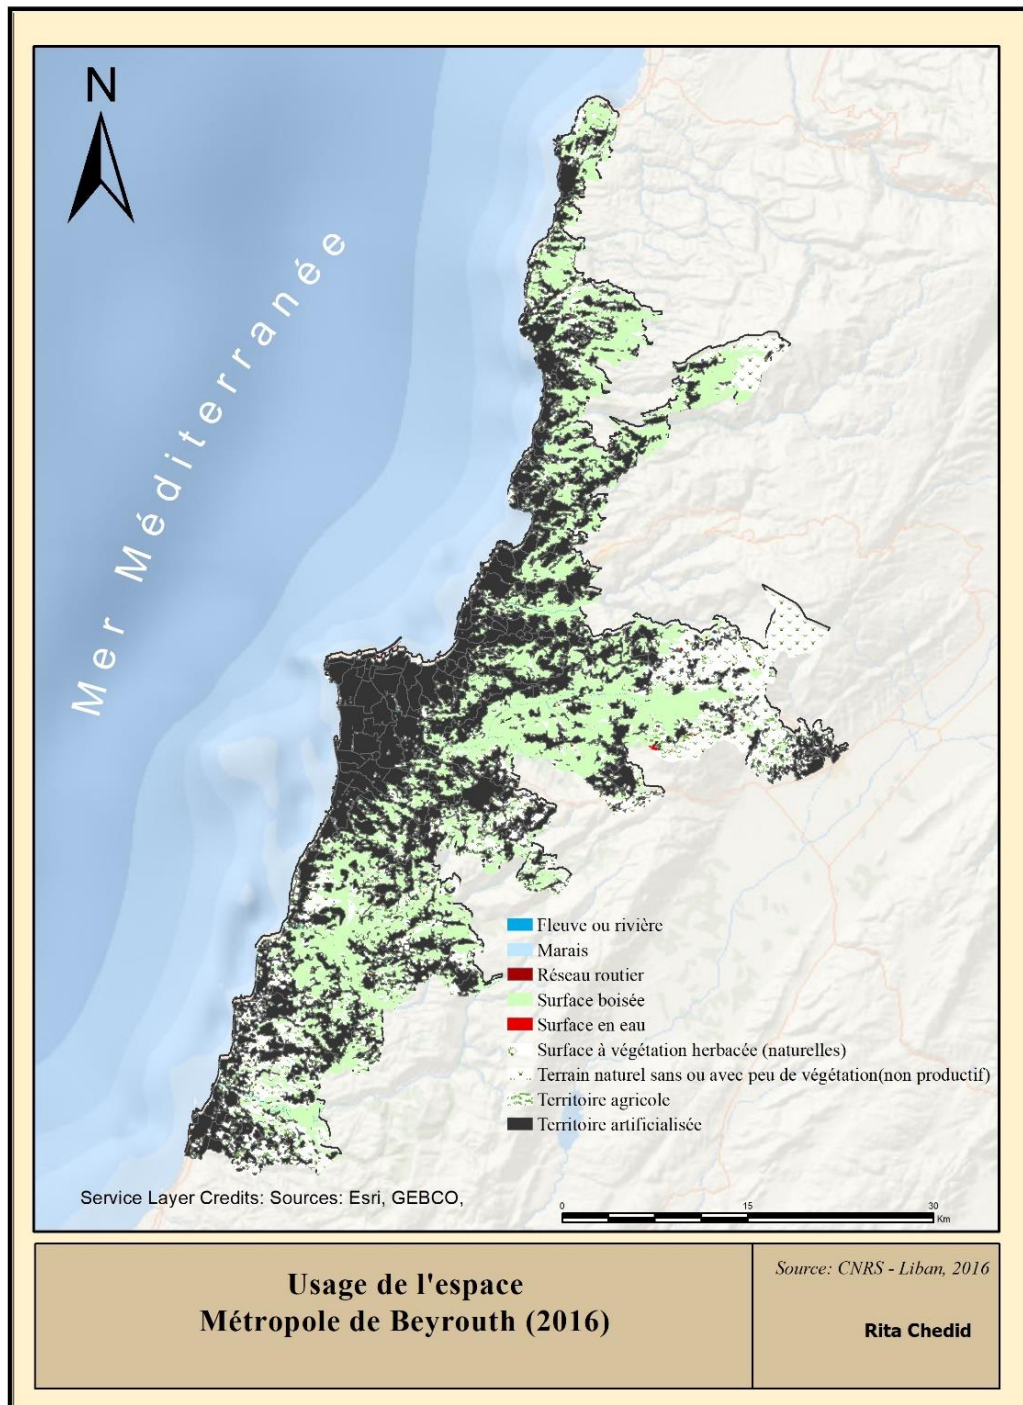 N
Mer Méditerranée
Fleuve ou rivière
Marais
Réseau routier
Surface boisée
Surface en eau
Surface à végétation herbacée (naturelles)
Terrain naturel sans ou avec peu de végétation(non productif)
Territoire agricole
Territoire artificialisée
Service Layer Credits: Sources: Esri, GEBCO,
0 15 30
Km
Usage de l'espace
Métropole de Beyrouth (2016)
Source: CNRS - Liban, 2016
Rita Chedid